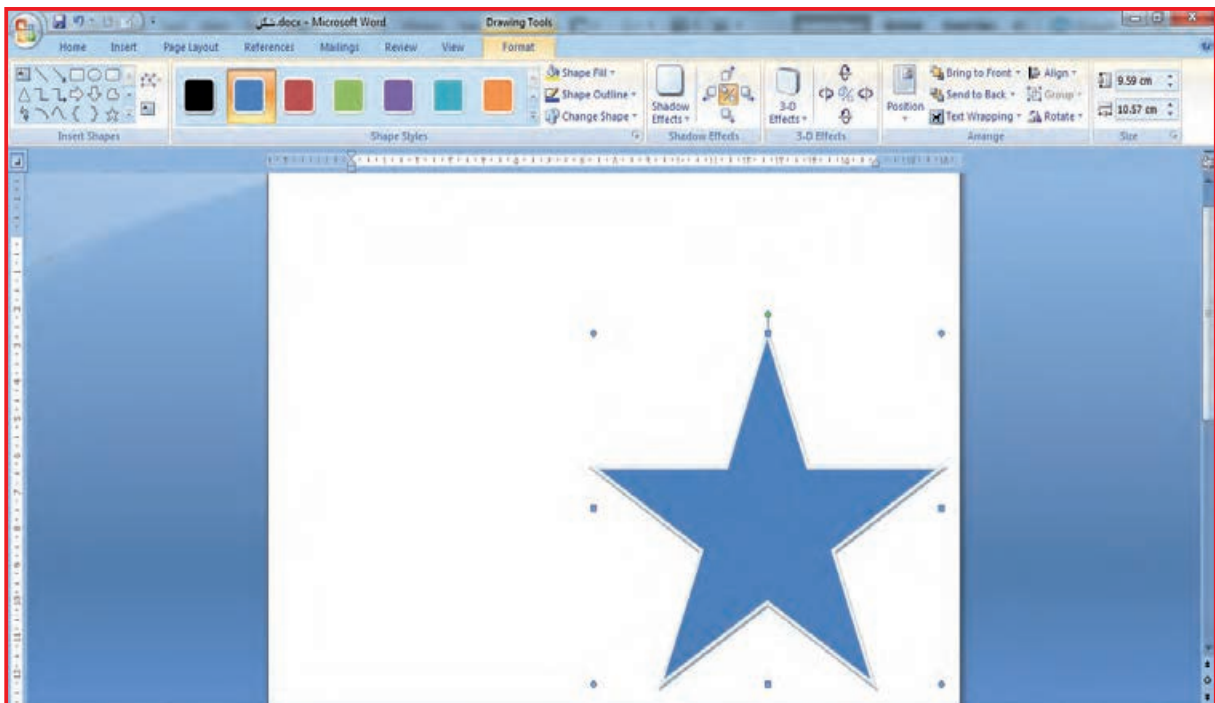 شكل.docx - Microsoft Word
Drawing Tools
Home Insert Page Layout References Mailings Review View Format
Shape Fill
Shape Outline
Change Shape
Shadow Effects
3-D Effects
Position
Bring to Front
Send to Back
Text Wrapping
Align
Group
Rotate
9.59 cm
10.57 cm
Insert Shapes
Shape Styles
Shadow Effects
3-D Effects
Arrange
Size